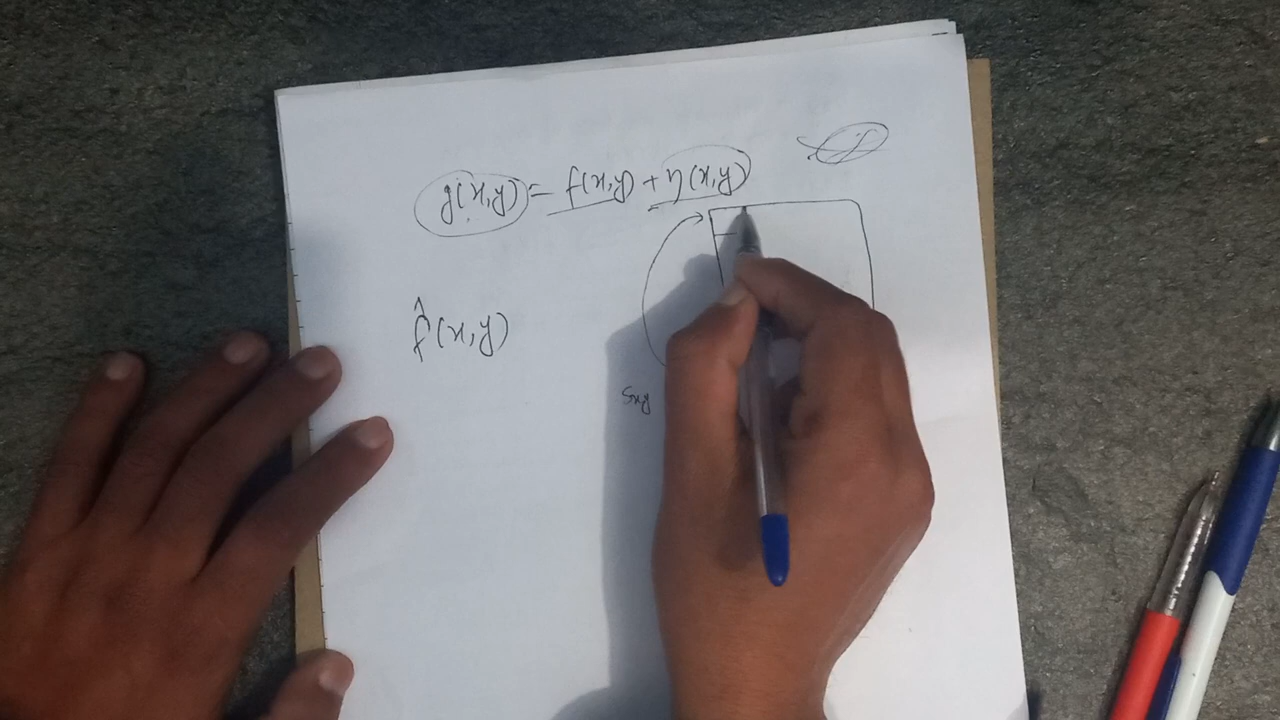 g(x,y) = f(x,y) + η(x,y)
f̂(x,y)
Sxy